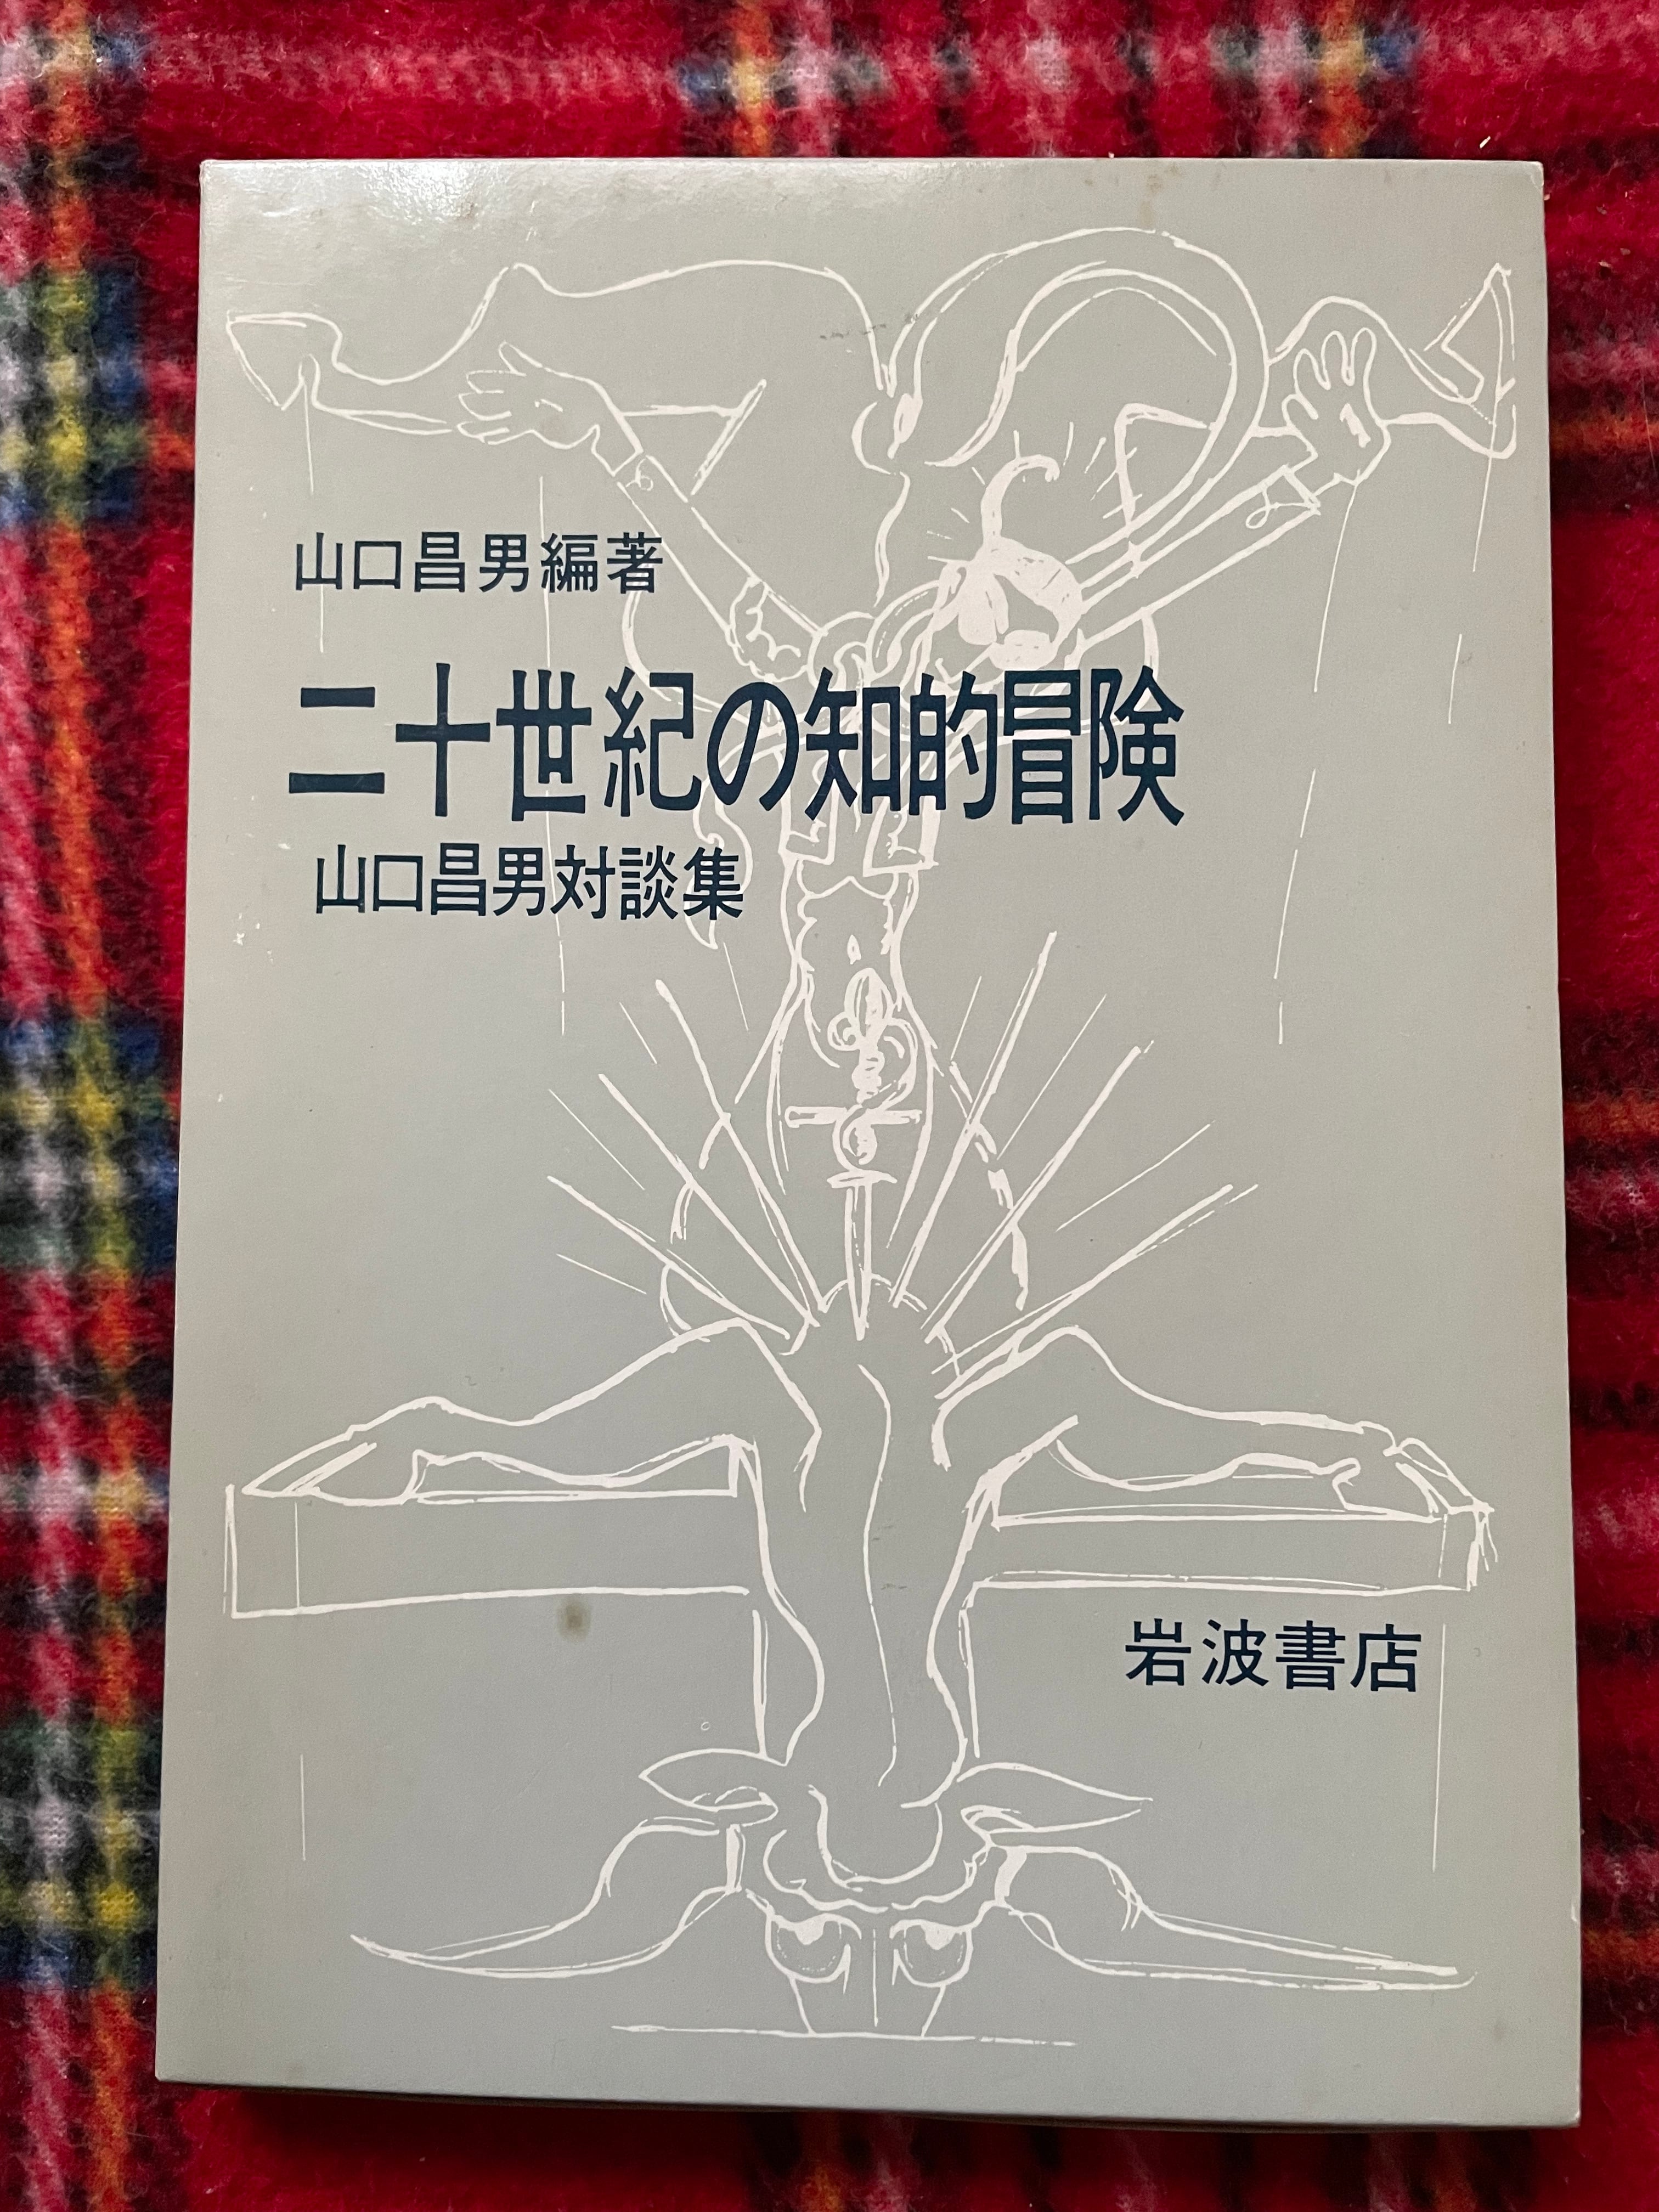 山口昌男編著
二十世紀の知的冒険
山口昌男対談集
岩波書店